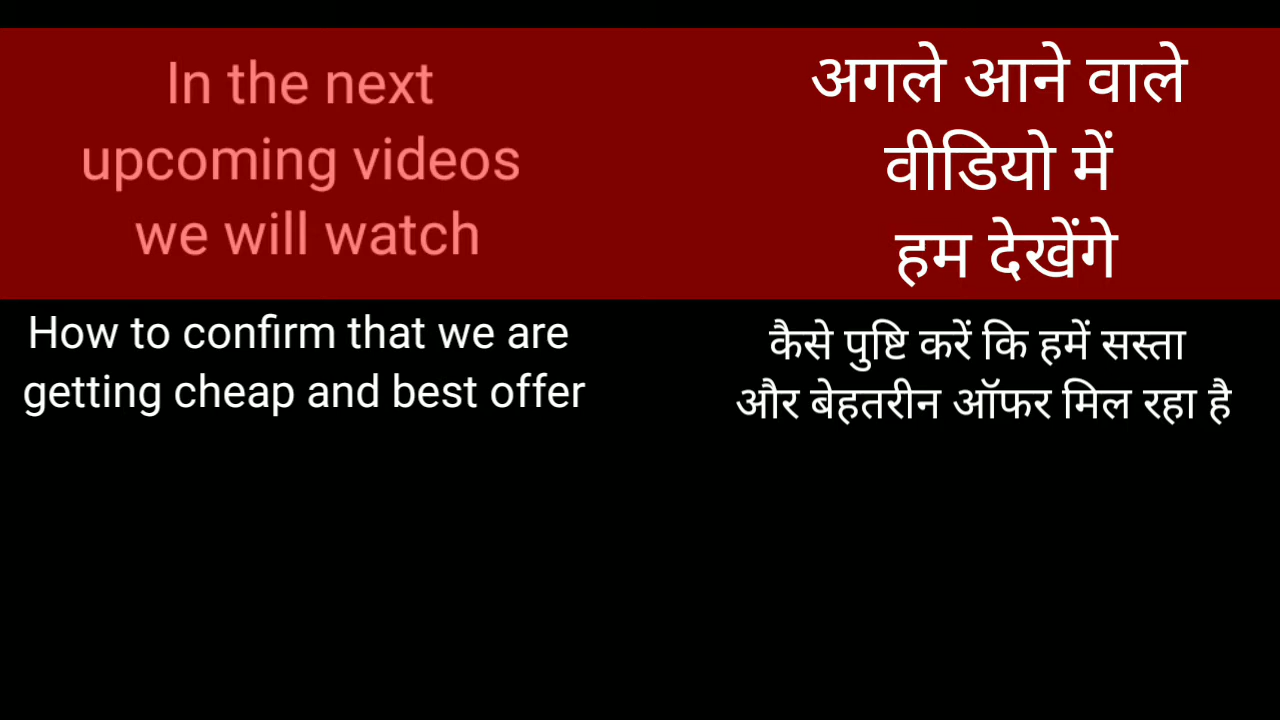 In the next
upcoming videos
we will watch
अगले आने वाले
वीडियो में
हम देखेंगे
How to confirm that we are
getting cheap and best offer
कैसे पुष्टि करें कि हमें सस्ता
और बेहतरीन ऑफर मिल रहा है